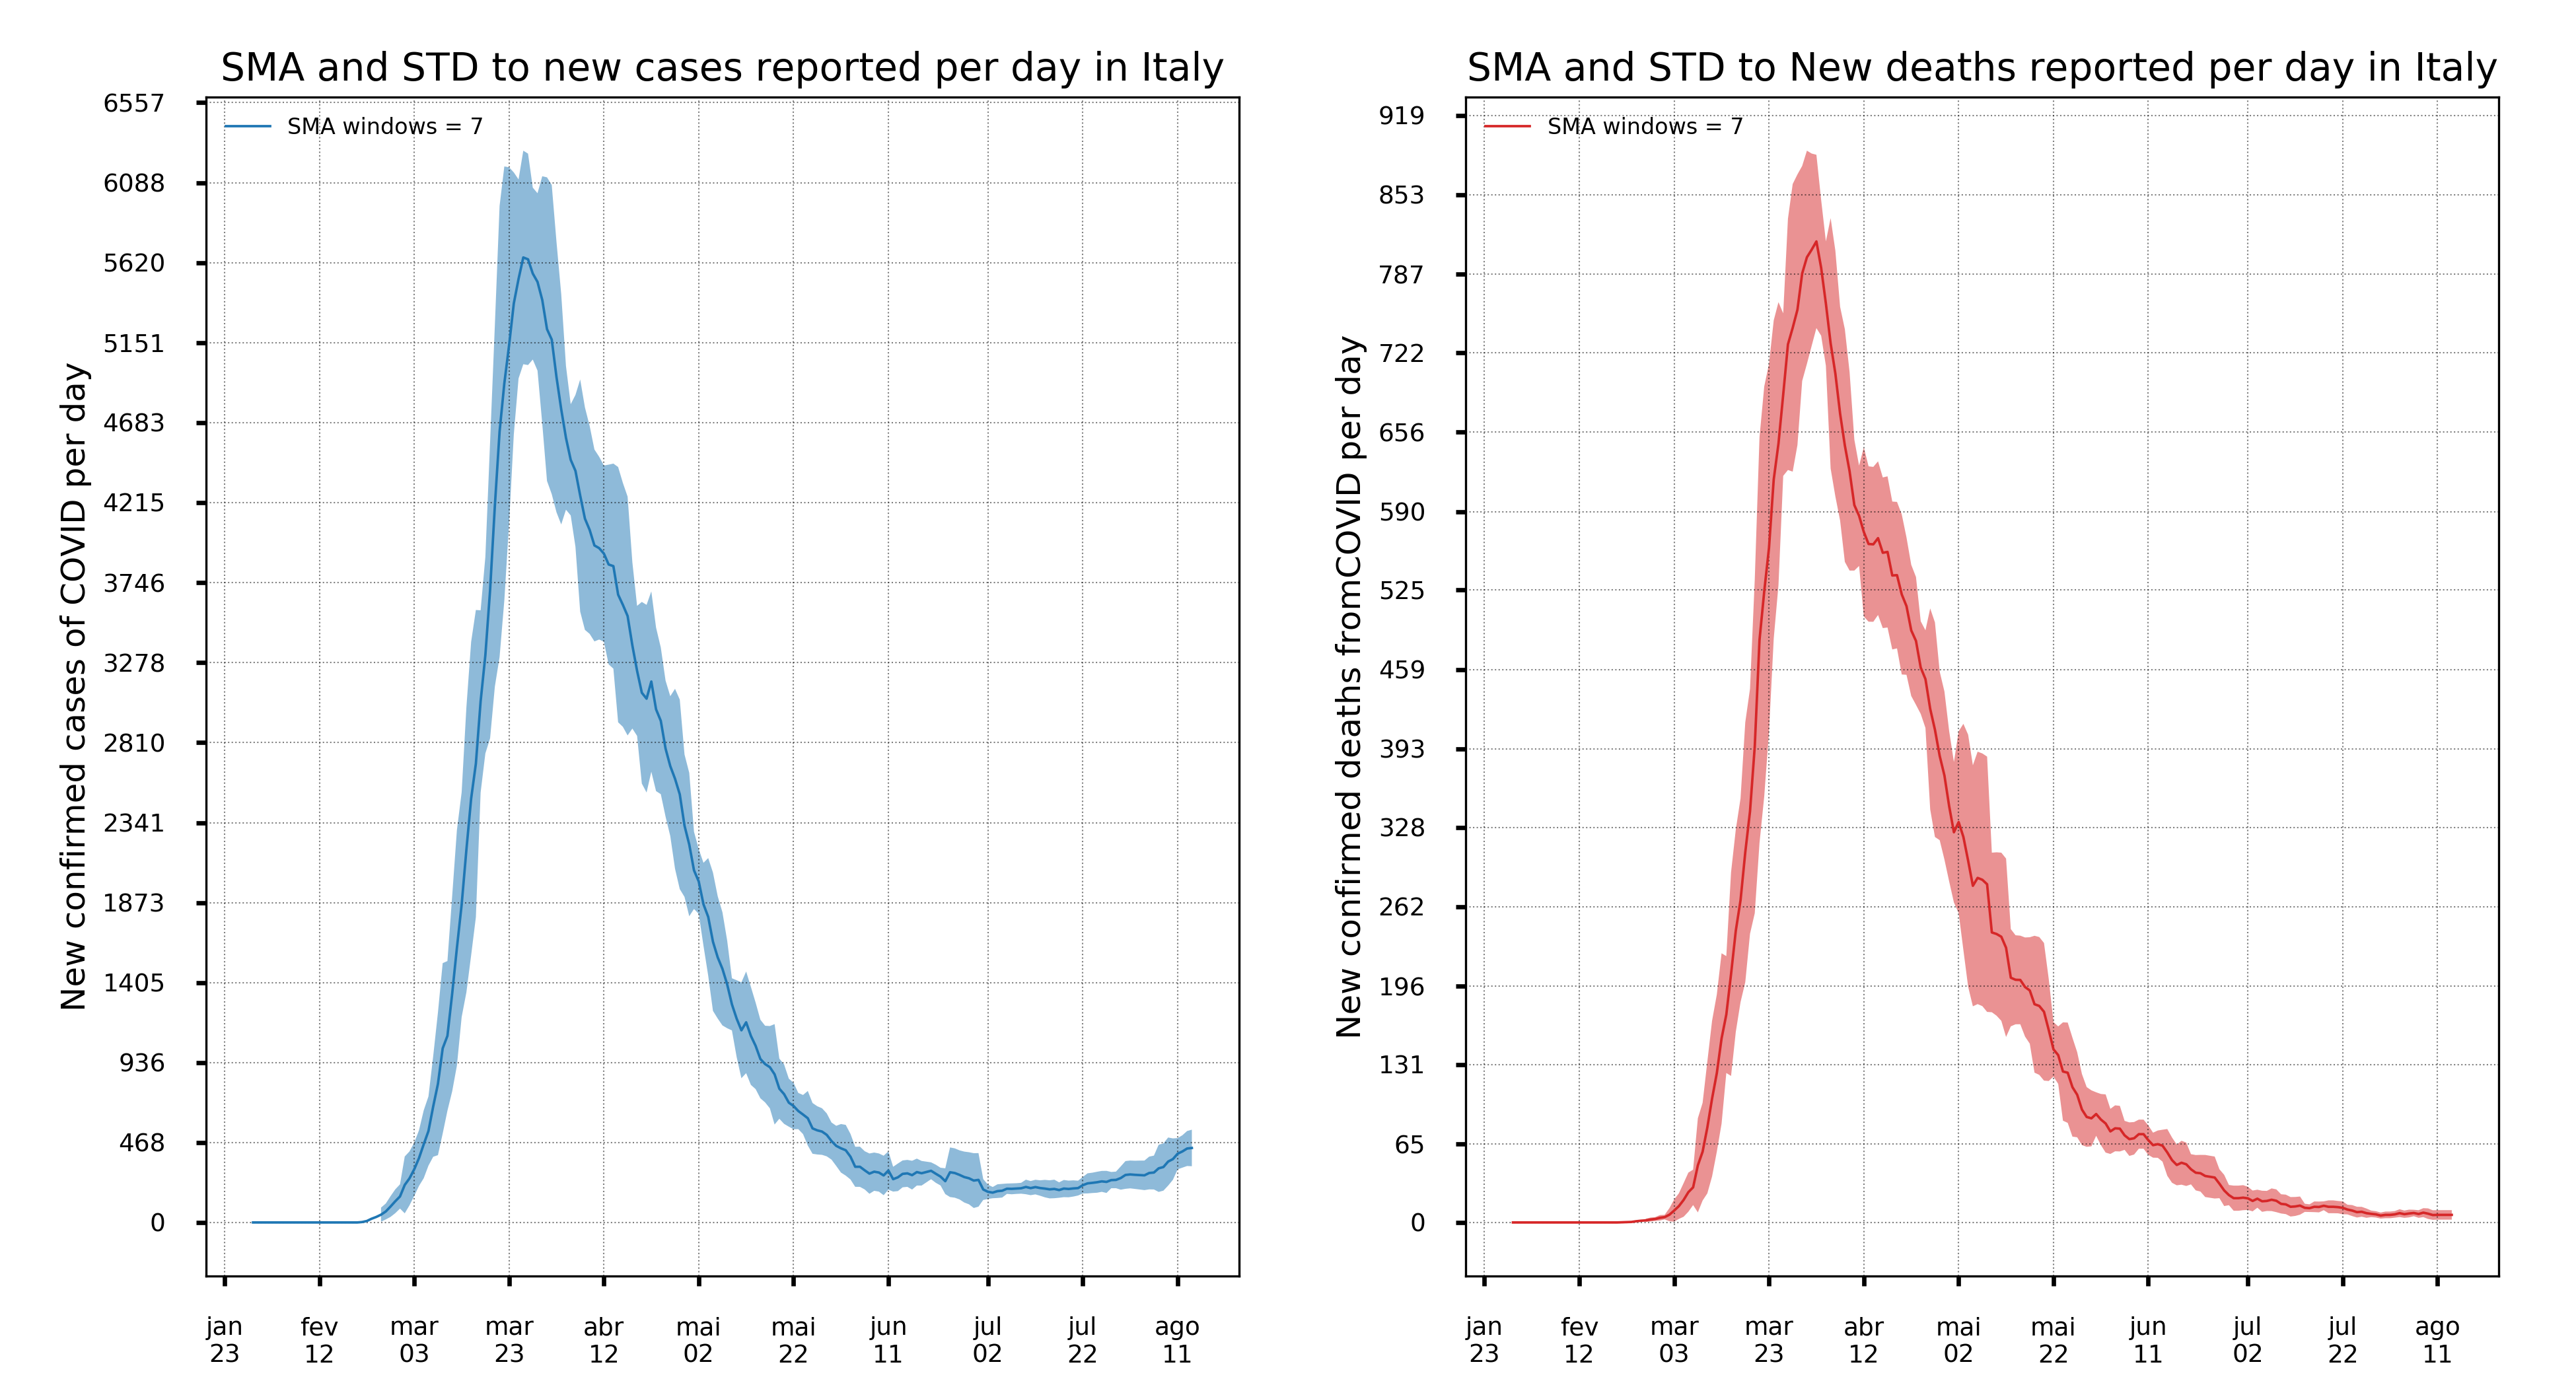 SMA and STD to new cases reported per day in Italy
SMA windows = 7
New confirmed cases of COVID per day
6557
6088
5620
5151
4683
4215
3746
3278
2810
2341
1873
1405
936
468
0
jan 23
fev 12
mar 03
mar 23
abr 12
mai 02
mai 22
jun 11
jul 02
jul 22
ago 11
SMA and STD to New deaths reported per day in Italy
SMA windows = 7
New confirmed deaths fromCOVID per day
919
853
787
722
656
590
525
459
393
328
262
196
131
65
0
jan 23
fev 12
mar 03
mar 23
abr 12
mai 02
mai 22
jun 11
jul 02
jul 22
ago 11